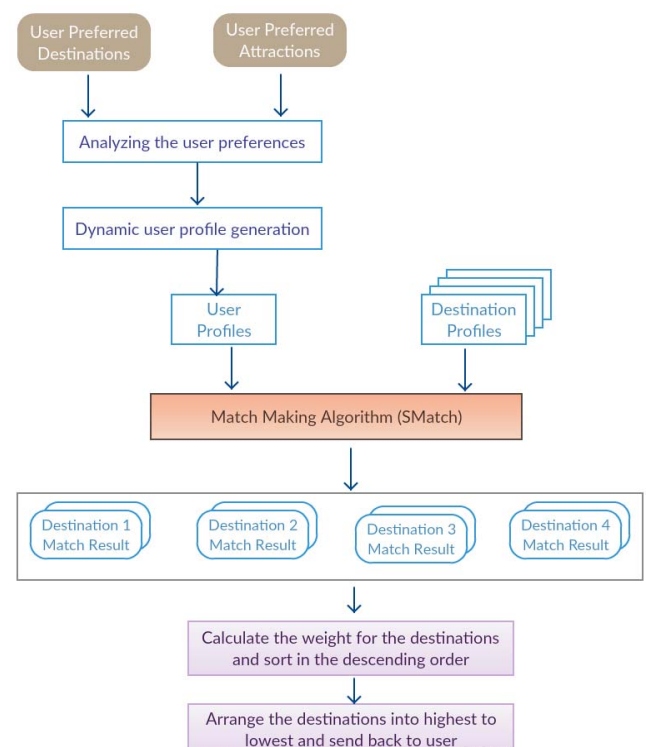 User Preferred
Destinations
User Preferred
Attractions
Analyzing the user preferences
Dynamic user profile generation
User
Profiles
Destination
Profiles
Match Making Algorithm (SMatch)
Destination 1
Match Result
Destination 2
Match Result
Destination 3
Match Result
Destination 4
Match Result
Calculate the weight for the destinations
and sort in the descending order
Arrange the destinations into highest to
lowest and send back to user